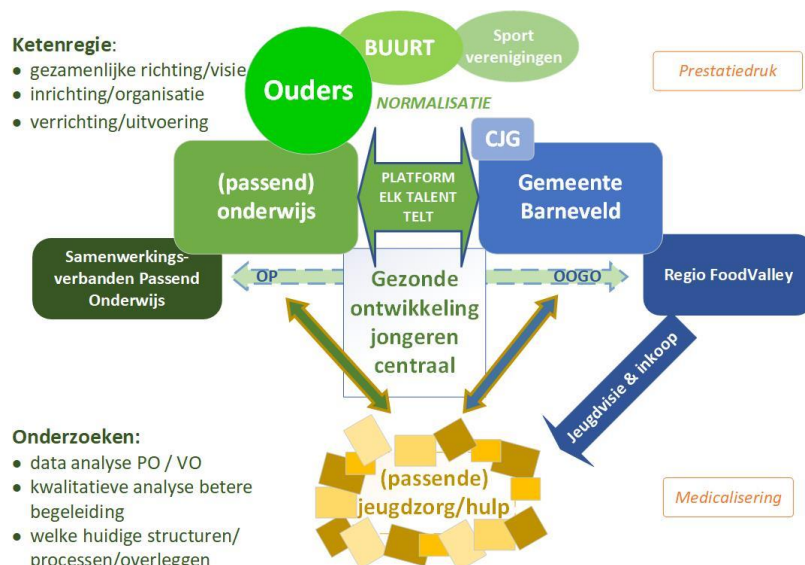 Ketenregie:
• gezamenlijke richting/visie
• inrichting/organisatie
• verrichting/uitvoering
Ouders
BUURT
Sport
verenigingen
NORMALISATIE
Prestatiedruk
(passend)
onderwijs
PLATFORM
ELK TALENT
TELT
CJG
Gemeente
Barneveld
Samenwerkings-
verbanden Passend
Onderwijs
OP
Gezonde
ontwikkeling
jongeren
centraal
OOGO
Regio FoodValley
Jeugdvisie & inkoop
Onderzoeken:
• data analyse PO / VO
• kwalitatieve analyse betere
begeleiding
• welke huidige structuren/
processen/overleggen
(passende)
jeugdzorg/hulp
Medicalisering